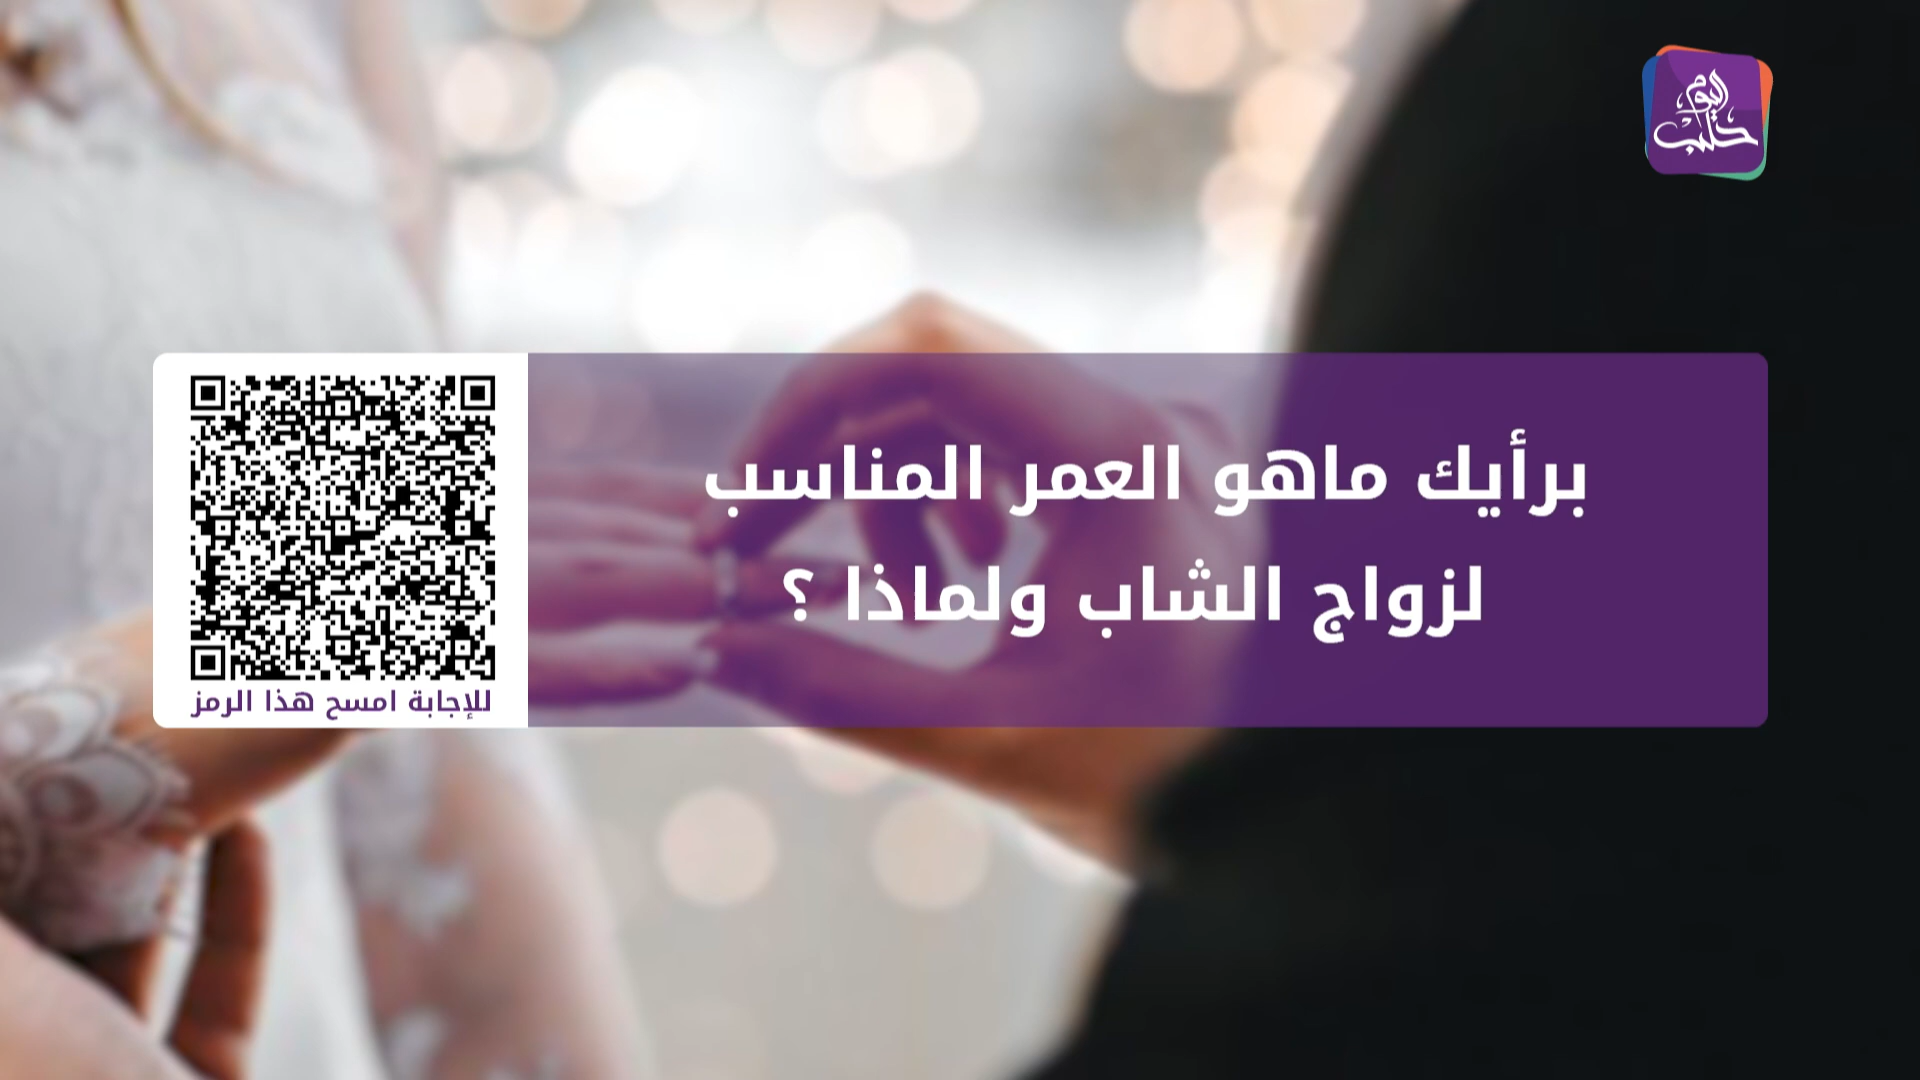 حلب اليوم
برأيك ماهو العمر المناسب
لزواج الشاب ولماذا ؟
للإجابة امسح هذا الرمز